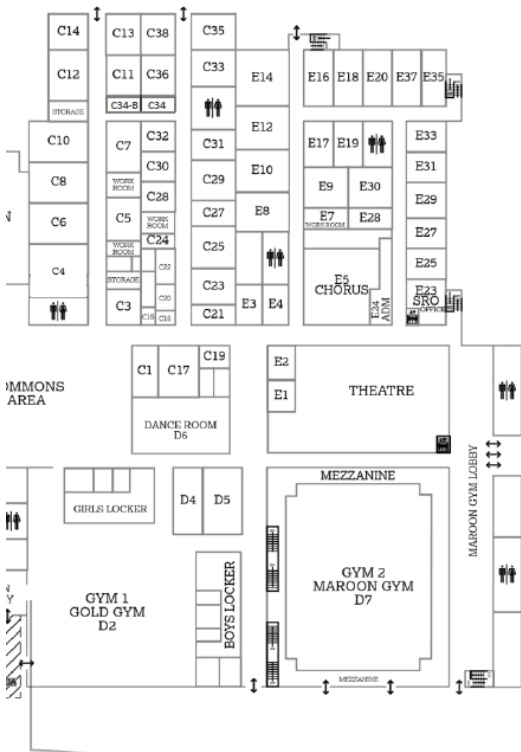 C14
C13
C38
C35
C12
C11
C36
C33
E14
E16
E18
E20
E37
E35
STORAGE
C34-B
C34
C10
C7
C32
C31
E12
E17
E19
E33
C30
E31
C8
WORK
ROOM
C28
C29
E10
E9
E30
E29
C6
C5
WORK
ROOM
C27
E8
E7
WORKROOM
E28
E27
C24
WORK
ROOM
C25
C4
C22
E5
CHORUS
E25
STORAGE
C20
C23
E3
E4
E24
ADM
E23
SRO
OFFICE
C3
C16
C18
C21
C1
C17
C19
E2
THEATRE
OMMONS
AREA
E1
DANCE ROOM
D6
MAROON GYM LOBBY
MEZZANINE
GIRLS LOCKER
D4
D5
GYM 1
GOLD GYM
D2
BOYS LOCKER
GYM 2
MAROON GYM
D7
MEZZANINE